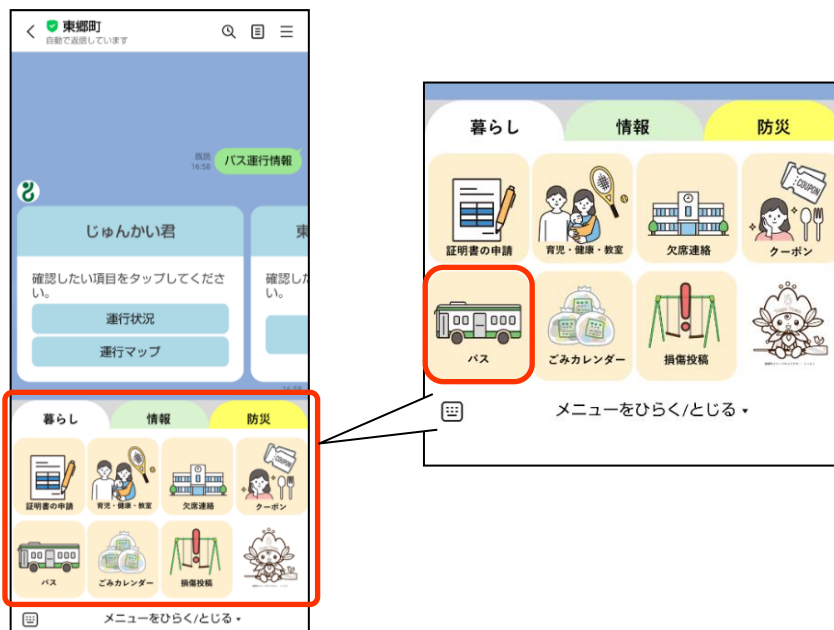 東郷町
自動で返信しています
既読
16:58
バス運行情報
じゅんかい君
確認したい項目をタップしてくださ
い。
運行状況
運行マップ
東
確認した
い。
16:58
暮らし
情報
防災
証明書の申請
育児・健康・教室
欠席連絡
COUPON
クーポン
バス
ごみカレンダー
損傷投稿
メニューをひらく/とじる
暮らし
情報
防災
証明書の申請
育児・健康・教室
欠席連絡
COUPON
クーポン
バス
ごみカレンダー
損傷投稿
メニューをひらく/とじる